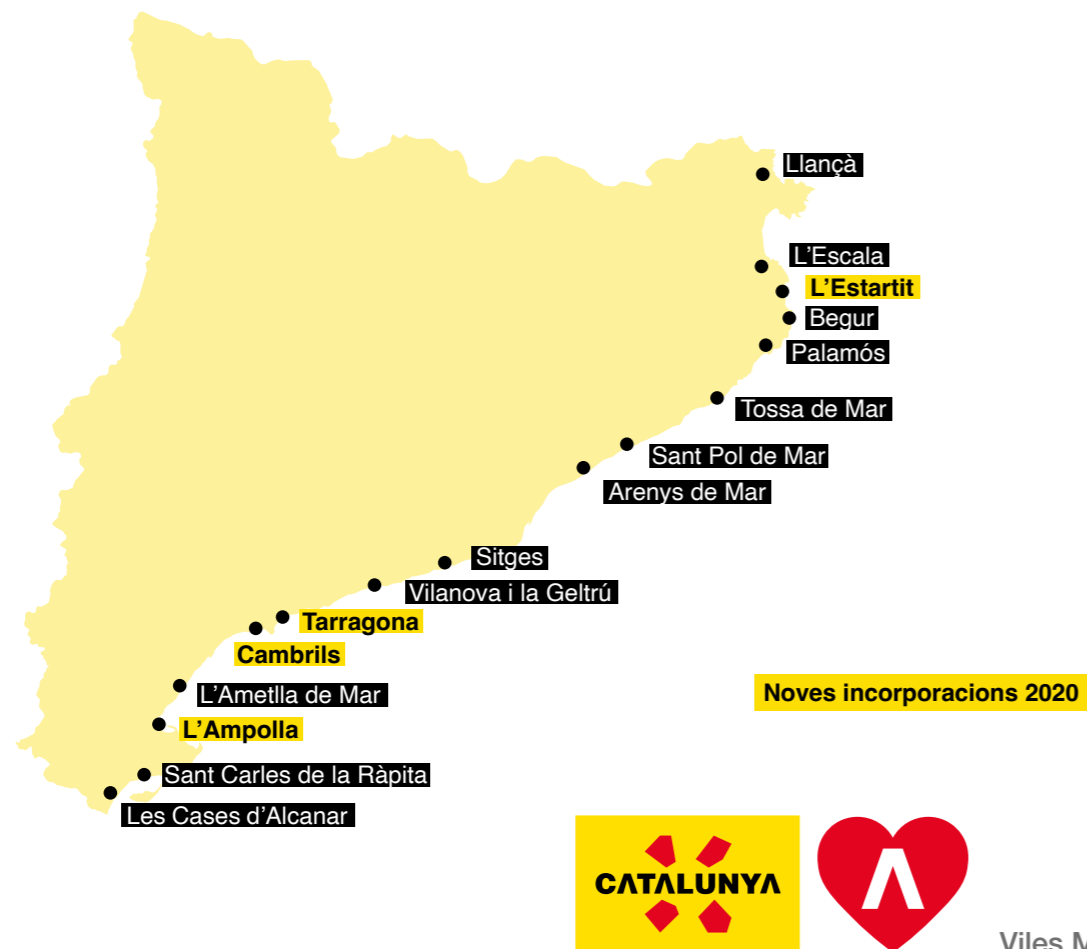 Llançà
L’Escala
L’Estartit
Begur
Palamós
Tossa de Mar
Sant Pol de Mar
Arenys de Mar
Sitges
Vilanova i la Geltrú
Tarragona
Cambrils
L’Ametlla de Mar
Noves incorporacions 2020
L’Ampolla
Sant Carles de la Ràpita
Les Cases d’Alcanar
CATALUNYA
Viles